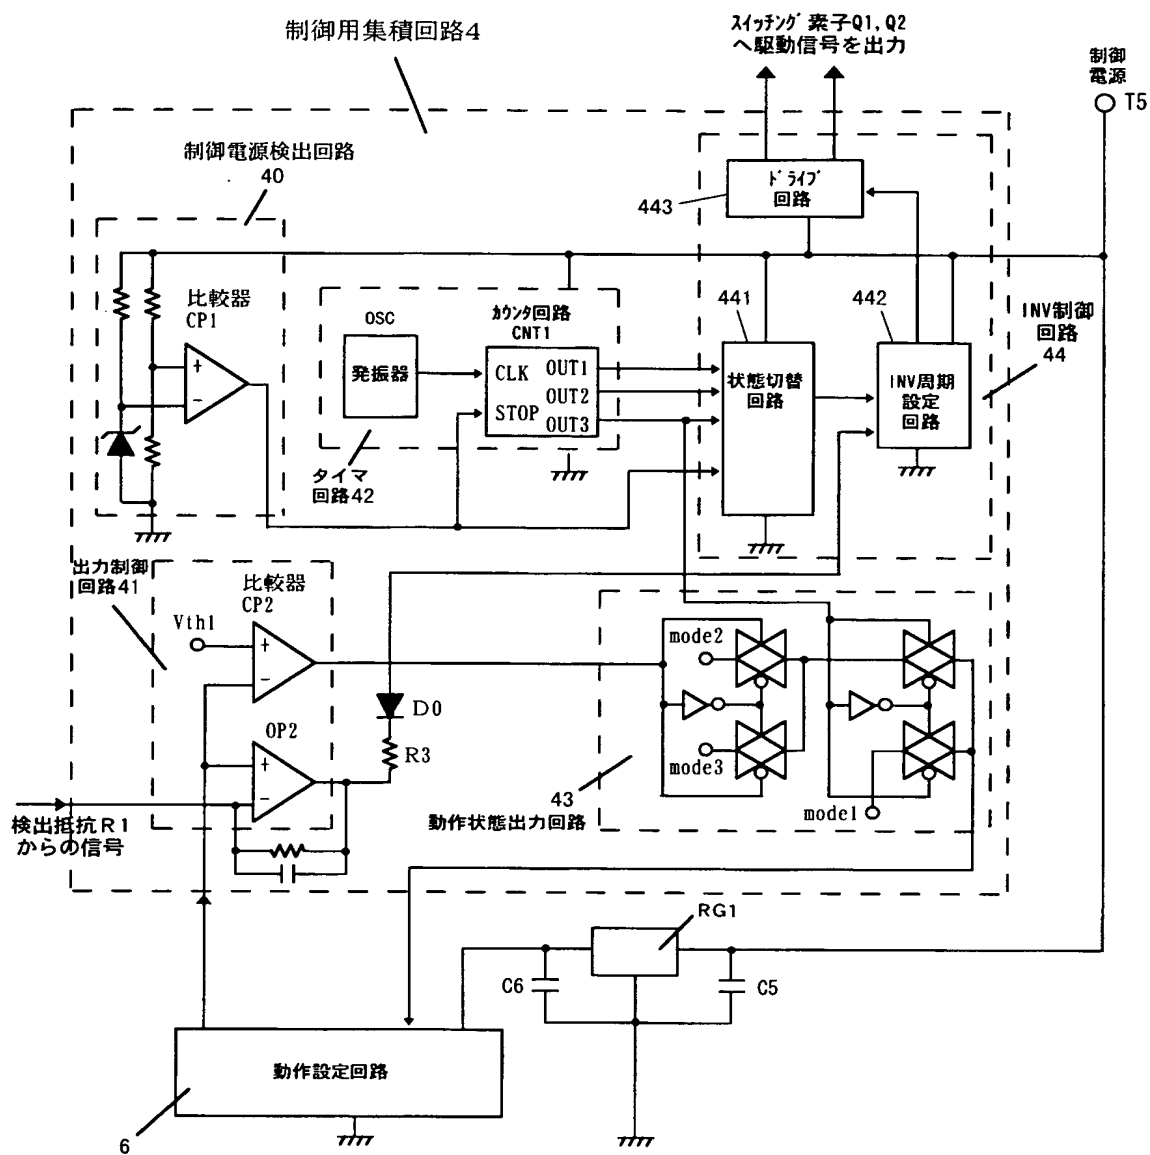 制御用集積回路4
スイッチング 素子Q1, Q2
へ駆動信号を出力
制御
電源
T5
制御電源検出回路
40
443
ドライブ
回路
比較器
CP1
OSC
発振器
カウンタ回路
CNT1
CLK
STOP
OUT1
OUT2
OUT3
タイマ
回路42
441
状態切替
回路
442
INV周期
設定
回路
INV制御
回路
44
出力制御
回路41
比較器
CP2
Vth1
OP2
D0
R3
検出抵抗R1
からの信号
mode2
mode3
mode1
43
動作状態出力回路
RG1
C6
C5
動作設定回路
6